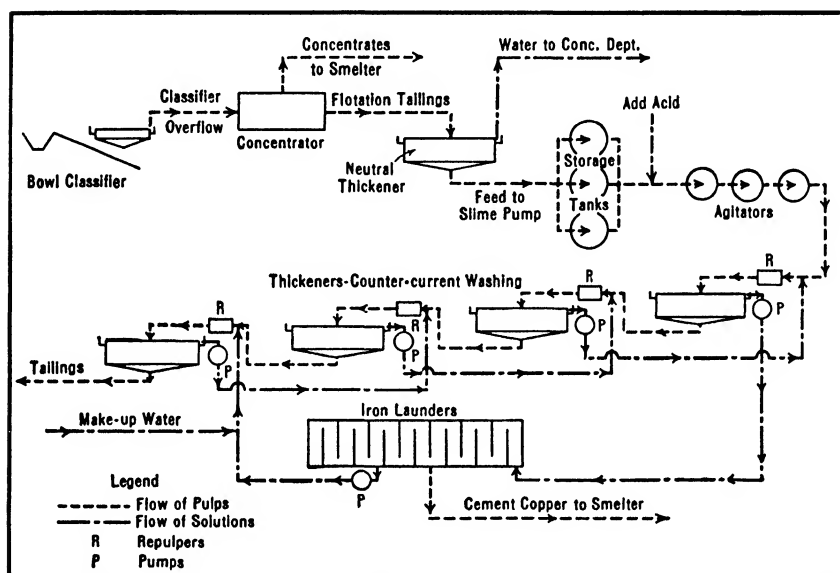 Concentrates
to Smelter
Water to Conc. Dept.
Classifier
Overflow
Flotation Tailings
Add Acid
Concentrator
Bowl Classifier
Neutral
Thickener
Storage
Tanks
Feed to
Slime Pump
Agitators
Thickeners-Counter-current Washing
R
R
R
R
P
P
P
P
Tailings
Make-up Water
Iron Launders
P
Cement Copper to Smelter
Legend
Flow of Pulps
Flow of Solutions
R Repulpers
P Pumps